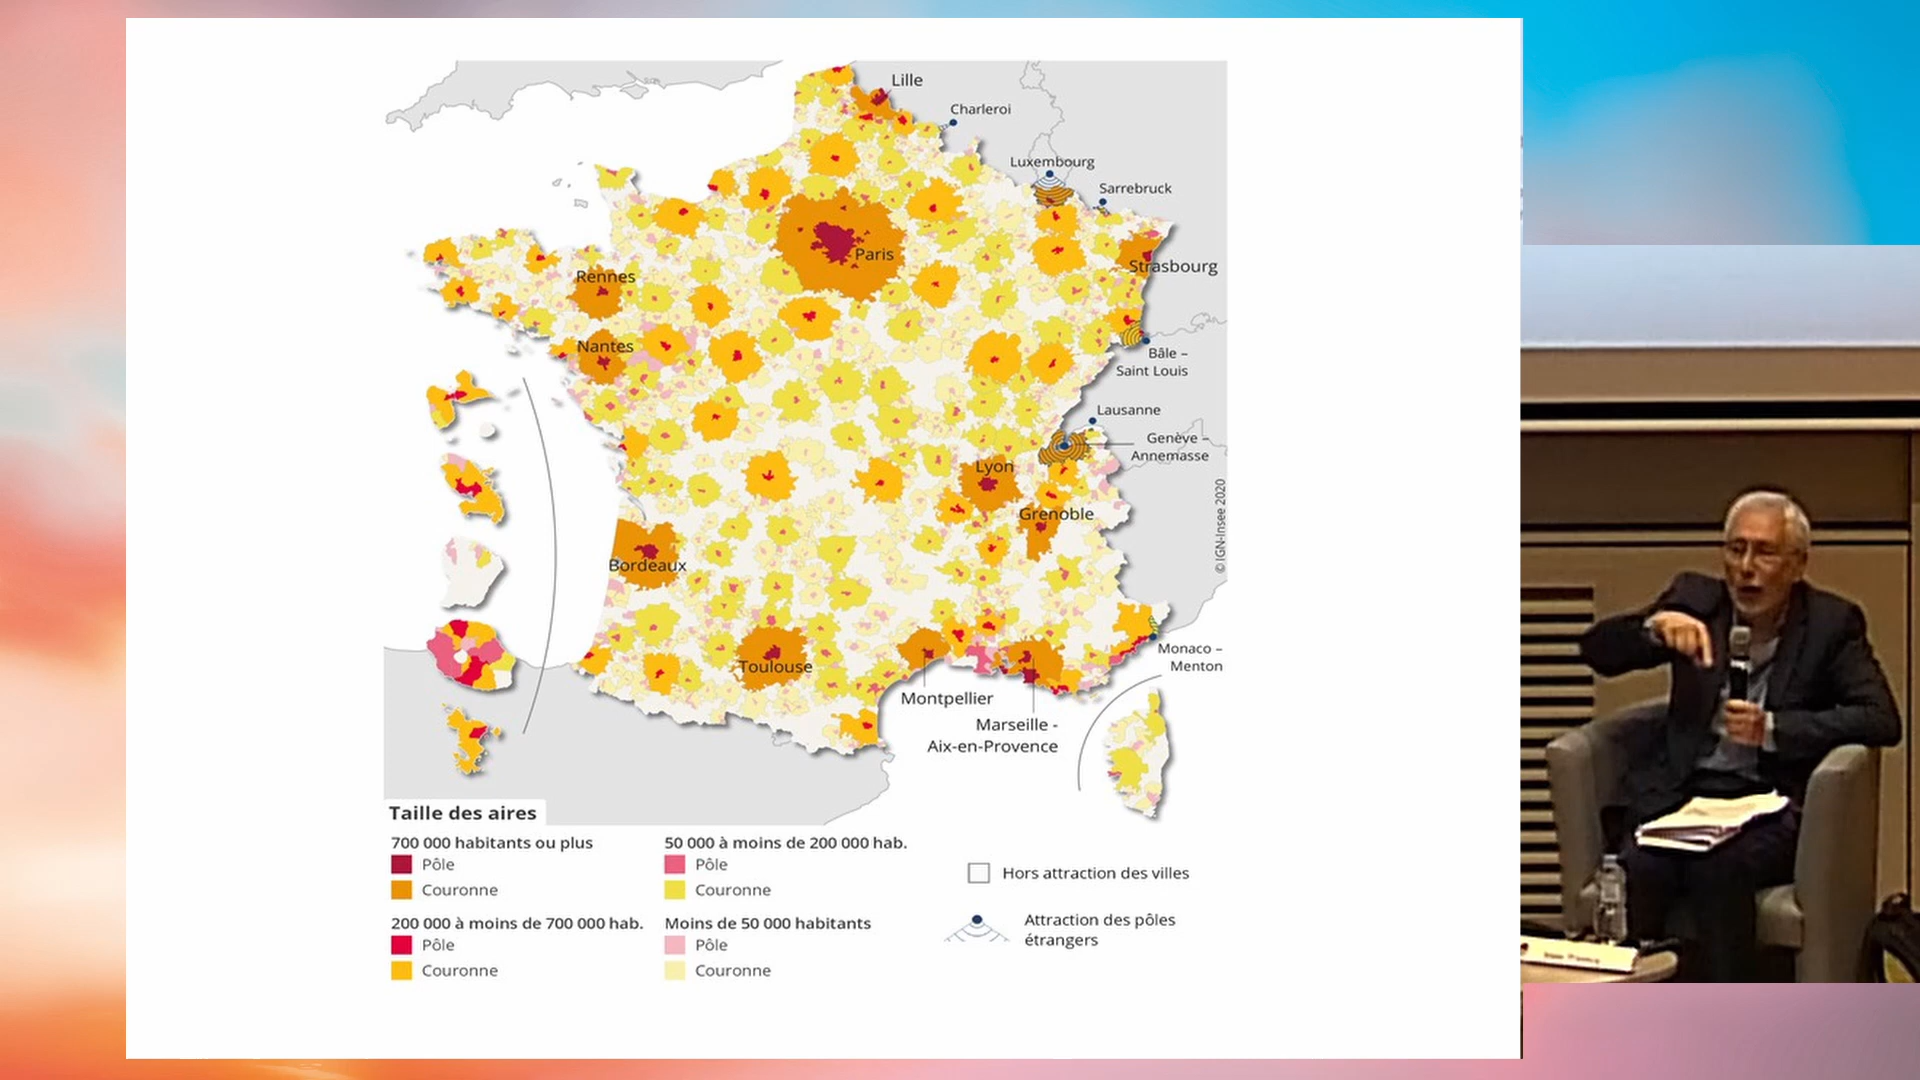 Lille
Charleroi
Luxembourg
Sarrebruck
Paris
Strasbourg
Rennes
Nantes
Bâle –
Saint Louis
Lausanne
Genève –
Annemasse
Lyon
Grenoble
© IGN-Insee 2020
Bordeaux
Toulouse
Monaco –
Menton
Montpellier
Marseille -
Aix-en-Provence
Taille des aires
700 000 habitants ou plus
Pôle
Couronne
200 000 à moins de 700 000 hab.
Pôle
Couronne
50 000 à moins de 200 000 hab.
Pôle
Couronne
Moins de 50 000 habitants
Pôle
Couronne
Hors attraction des villes
Attraction des pôles
étrangers